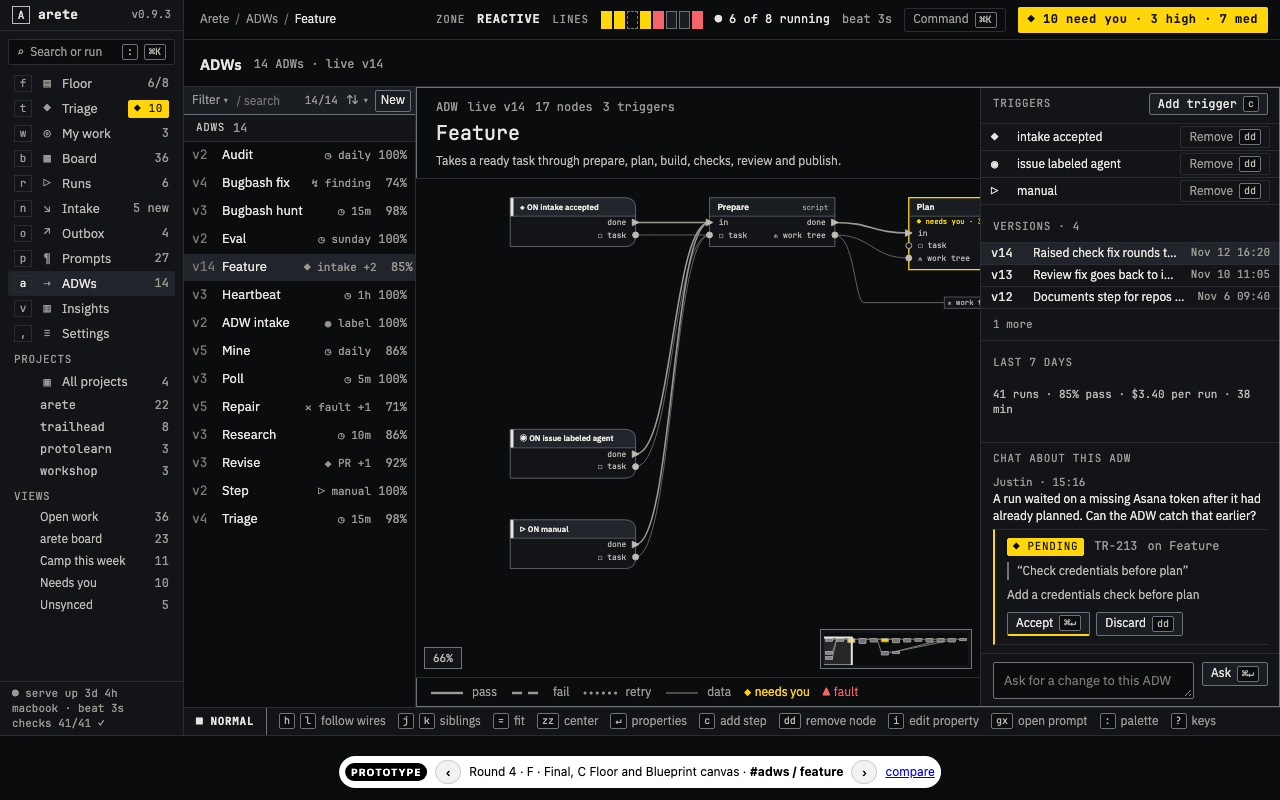 A arete v0.9.3
Search or run : ⌘K
f Floor 6/8
t Triage ◆ 10
w My work 3
b Board 36
r Runs 6
n Intake 5 new
o Outbox 4
p Prompts 27
a ADWs 14
v Insights
, Settings
PROJECTS
All projects 4
arete 22
trailhead 8
protolearn 3
workshop 3
VIEWS
Open work 36
arete board 23
Camp this week 11
Needs you 10
Unsynced 5
● serve up 3d 4h
macbook · beat 3s
checks 41/41 ✓
Arete / ADWs / Feature
ZONE REACTIVE LINES ● 6 of 8 running beat 3s Command ⌘K ◆ 10 need you · 3 high · 7 med
ADWs 14 ADWs · live v14
Filter ▾ / search 14/14 ⇅ ▾ New
ADWS 14
v2 Audit ◷ daily 100%
v4 Bugbash fix ↯ finding 74%
v3 Bugbash hunt ◷ 15m 98%
v2 Eval ◷ sunday 100%
v14 Feature ◆ intake +2 85%
v3 Heartbeat ◷ 1h 100%
v2 ADW intake ◉ label 100%
v5 Mine ◷ daily 86%
v3 Poll ◷ 5m 100%
v5 Repair × fault +1 71%
v3 Research ◷ 10m 86%
v3 Revise ◆ PR +1 92%
v2 Step ▷ manual 100%
v4 Triage ◷ 15m 98%
ADW live v14 17 nodes 3 triggers
Feature
Takes a ready task through prepare, plan, build, checks, review and publish.
◆ ON intake accepted
done
task
Prepare script
in done
task work tree
Plan
◆ needs you · 3
in
task
work tree
work t
◉ ON issue labeled agent
done
task
▷ ON manual
done
task
66%
pass fail retry data ◆ needs you ▲ fault
TRIGGERS Add trigger c
◆ intake accepted Remove dd
◉ issue labeled agent Remove dd
▷ manual Remove dd
VERSIONS · 4
v14 Raised check fix rounds t... Nov 12 16:20
v13 Review fix goes back to i... Nov 10 11:05
v12 Documents step for repos ... Nov 6 09:40
1 more
LAST 7 DAYS
41 runs · 85% pass · $3.40 per run · 38
min
CHAT ABOUT THIS ADW
Justin · 15:16
A run waited on a missing Asana token after it had
already planned. Can the ADW catch that earlier?
◆ PENDING TR-213 on Feature
“Check credentials before plan”
Add a credentials check before plan
Accept ⌘↵ Discard dd
Ask for a change to this ADW Ask ⌘↵
■ NORMAL h l follow wires j k siblings = fit zz center ↵ properties c add step dd remove node i edit property gx open prompt : palette ? keys
PROTOTYPE ‹ Round 4 · F · Final, C Floor and Blueprint canvas · #adws / feature › compare